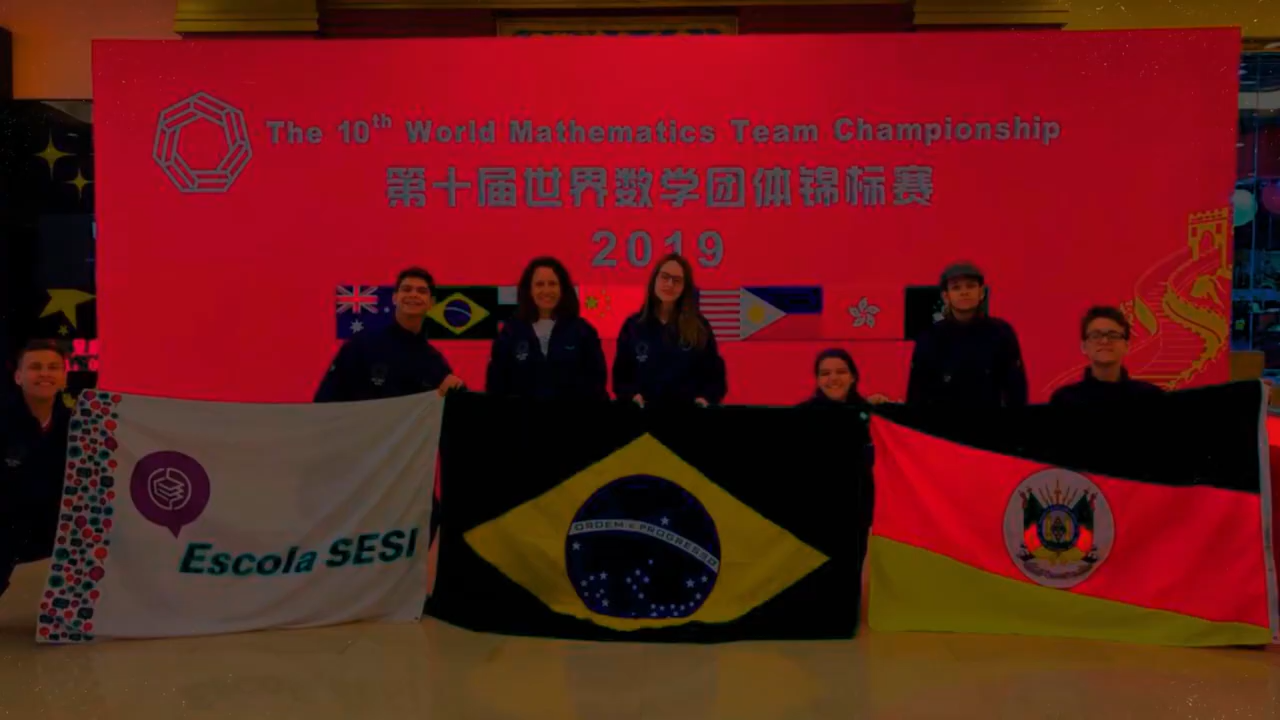 The 10th World Mathematics Team Championship
第十届世界数学团体锦标赛
2019
Escola SESI
ORDEM E PROGRESSO